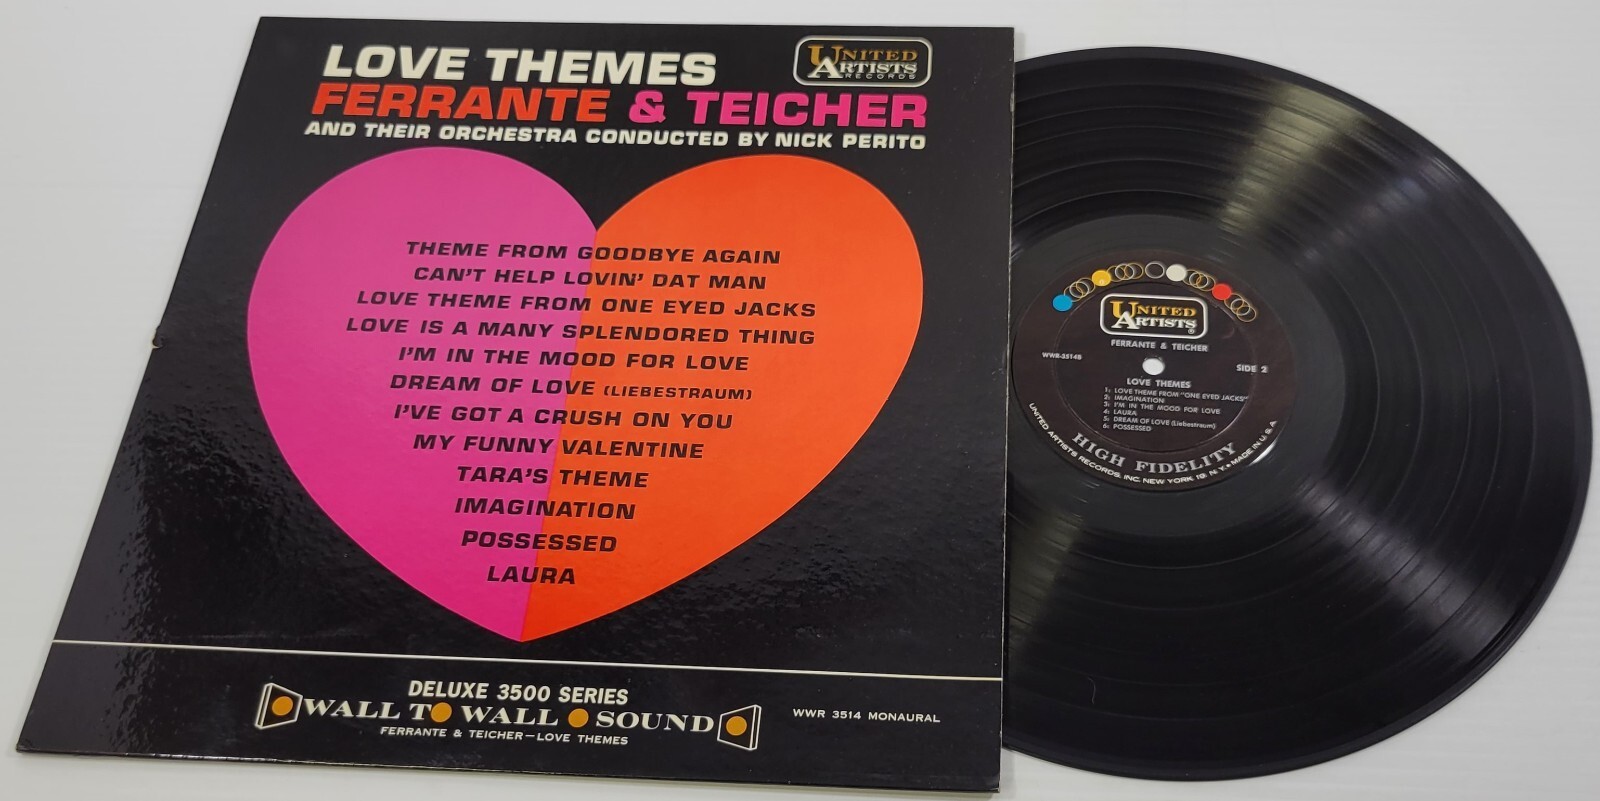 LOVE THEMES
FERRANTE & TEICHER
AND THEIR ORCHESTRA CONDUCTED BY NICK PERITO
UNITED
ARTISTS
RECORDS
THEME FROM GOODBYE AGAIN
CAN'T HELP LOVIN' DAT MAN
LOVE THEME FROM ONE EYED JACKS
LOVE IS A MANY SPLENDORED THING
I'M IN THE MOOD FOR LOVE
DREAM OF LOVE (LIEBESTRAUM)
I'VE GOT A CRUSH ON YOU
MY FUNNY VALENTINE
TARA'S THEME
IMAGINATION
POSSESSED
LAURA
DELUXE 3500 SERIES
WALL TO WALL SOUND
FERRANTE & TEICHER—LOVE THEMES
WWR 3514 MONAURAL
UNITED
ARTISTS®
FERRANTE & TEICHER
WWR-3514B
SIDE 2
LOVE THEMES
1: LOVE THEME FROM "ONE EYED JACKS"
2: IMAGINATION
3: I'M IN THE MOOD FOR LOVE
4: LAURA
5: DREAM OF LOVE (Liebestraum)
6: POSSESSED
HIGH FIDELITY
UNITED ARTISTS RECORDS, INC. NEW YORK 19, N.Y. • MADE IN U.S.A.